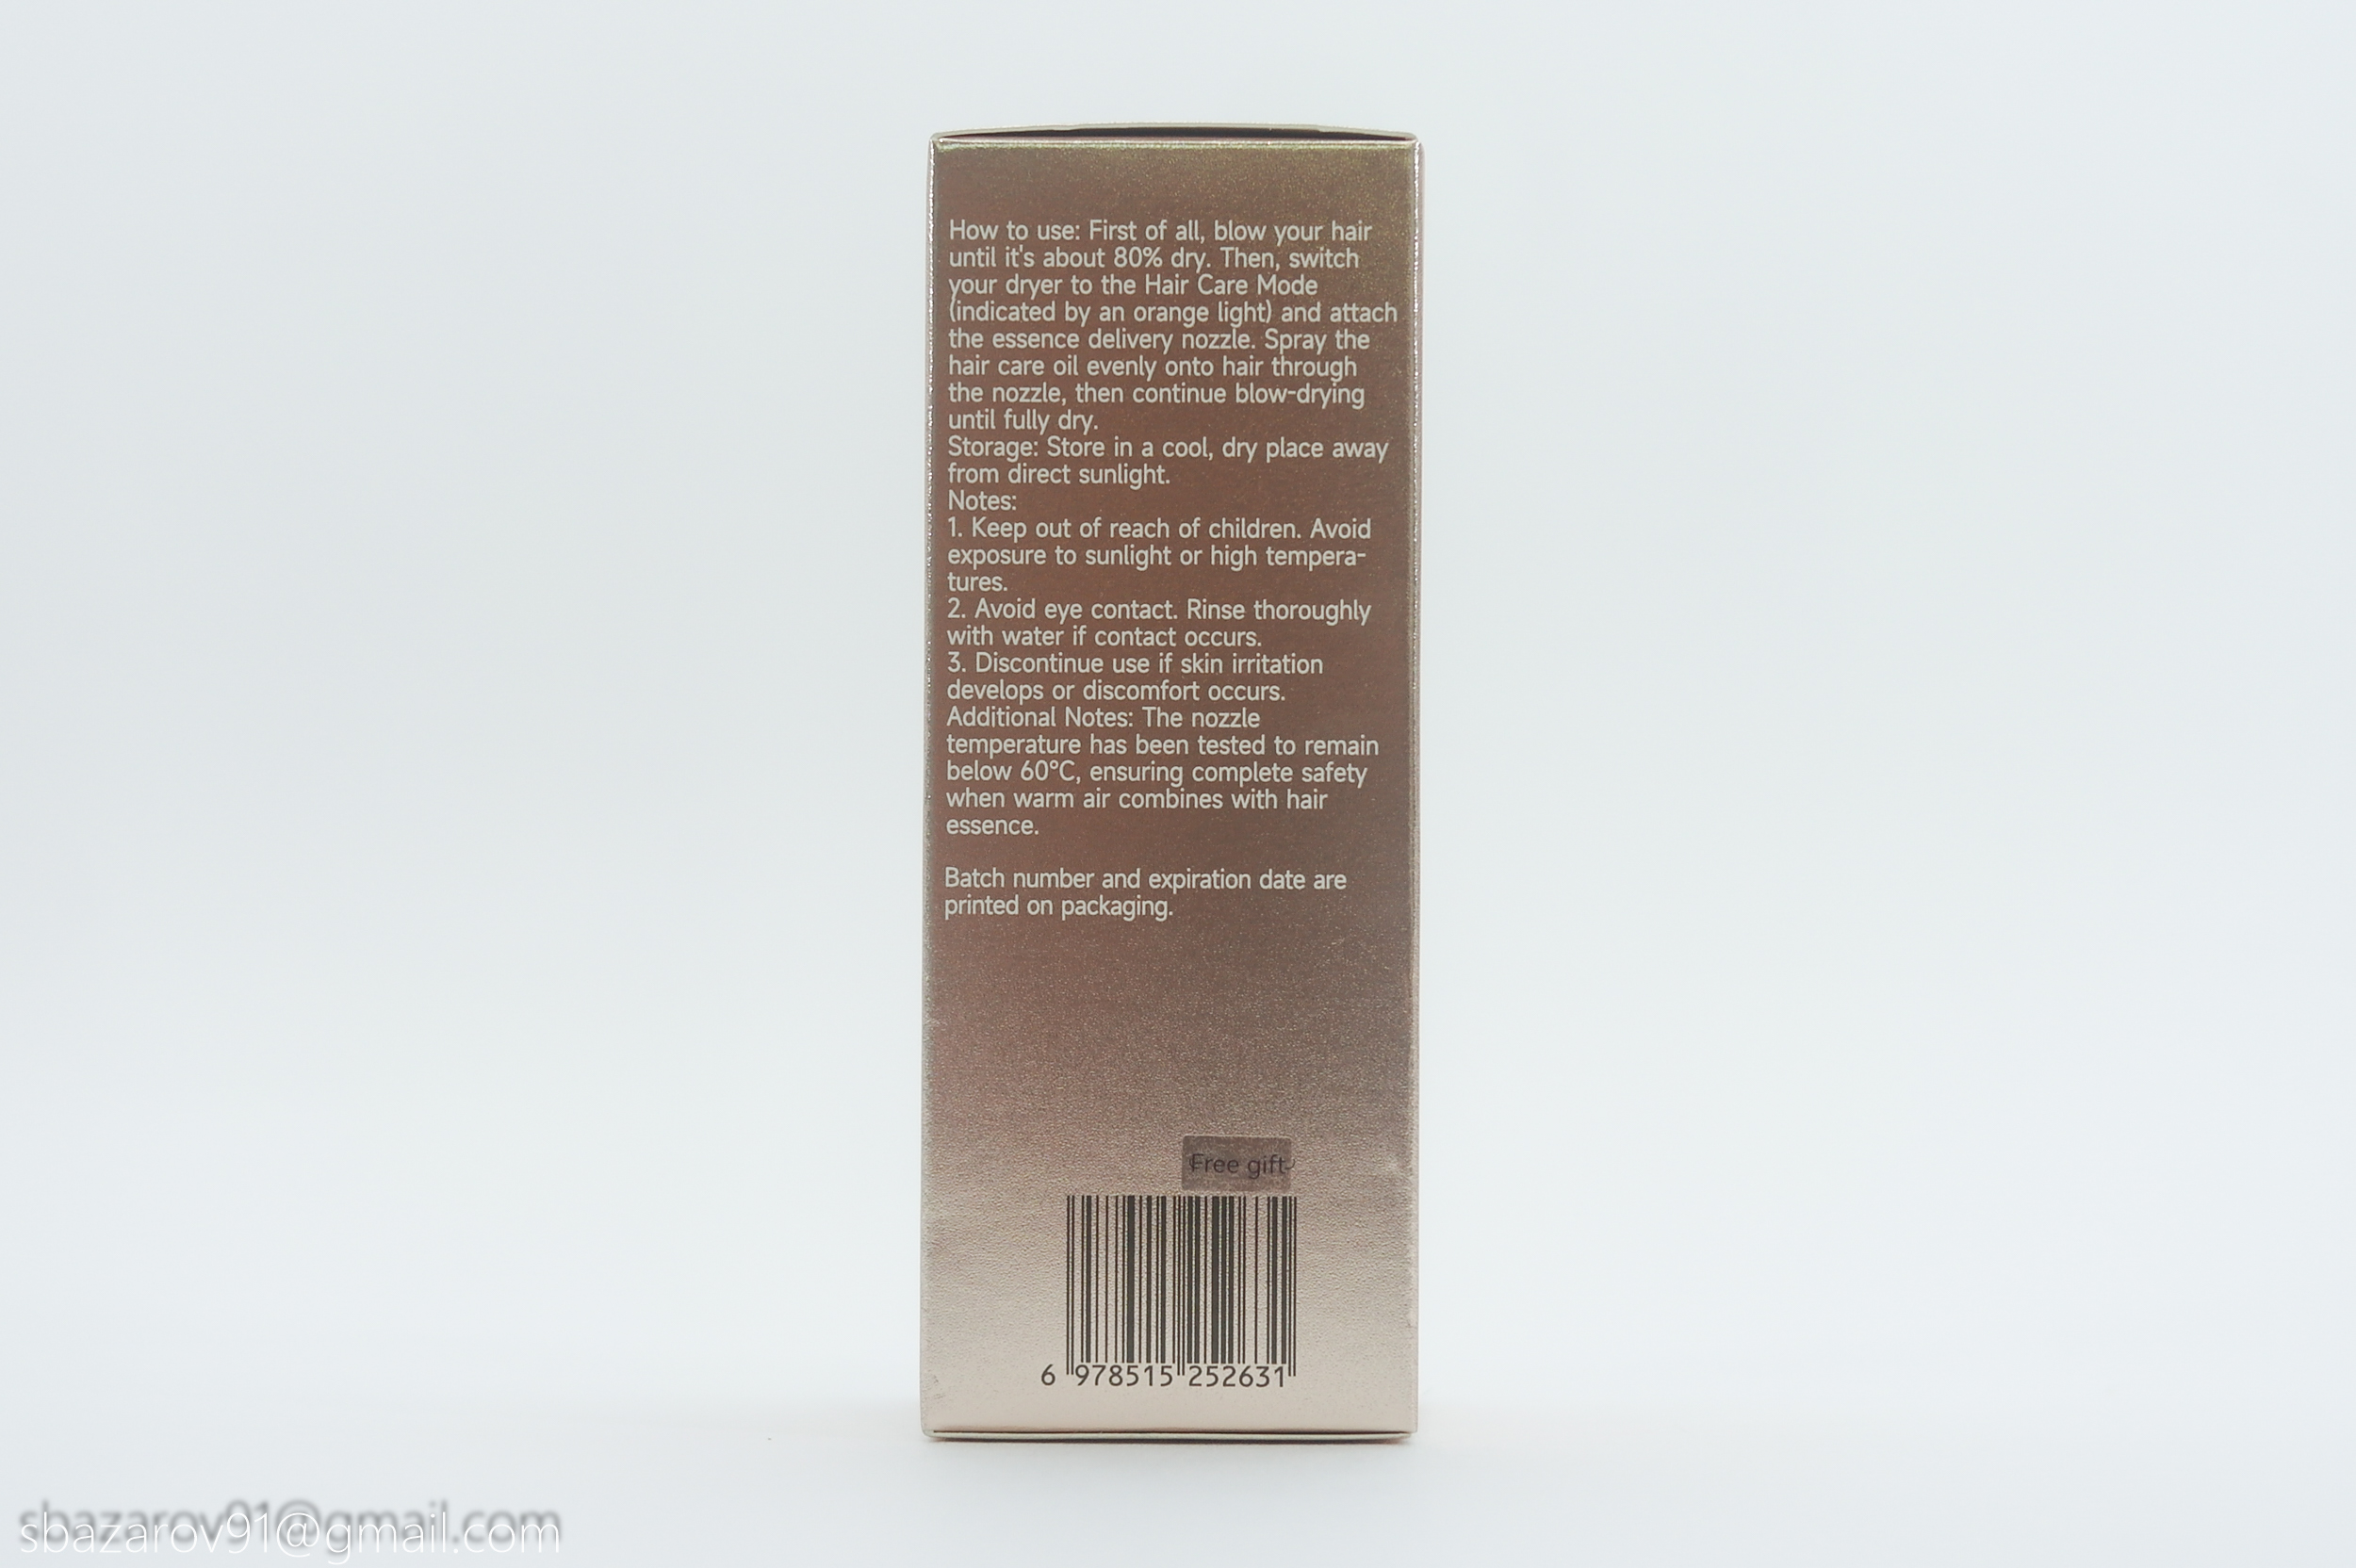 How to use: First of all, blow your hair
until it's about 80% dry. Then, switch
your dryer to the Hair Care Mode
(indicated by an orange light) and attach
the essence delivery nozzle. Spray the
hair care oil evenly onto hair through
the nozzle, then continue blow-drying
until fully dry.
Storage: Store in a cool, dry place away
from direct sunlight.
Notes:
1. Keep out of reach of children. Avoid
exposure to sunlight or high tempera-
tures.
2. Avoid eye contact. Rinse thoroughly
with water if contact occurs.
3. Discontinue use if skin irritation
develops or discomfort occurs.
Additional Notes: The nozzle
temperature has been tested to remain
below 60°C, ensuring complete safety
when warm air combines with hair
essence.
Batch number and expiration date are
printed on packaging.
Free gift
6 978515 252631
sbazarov91@gmail.com